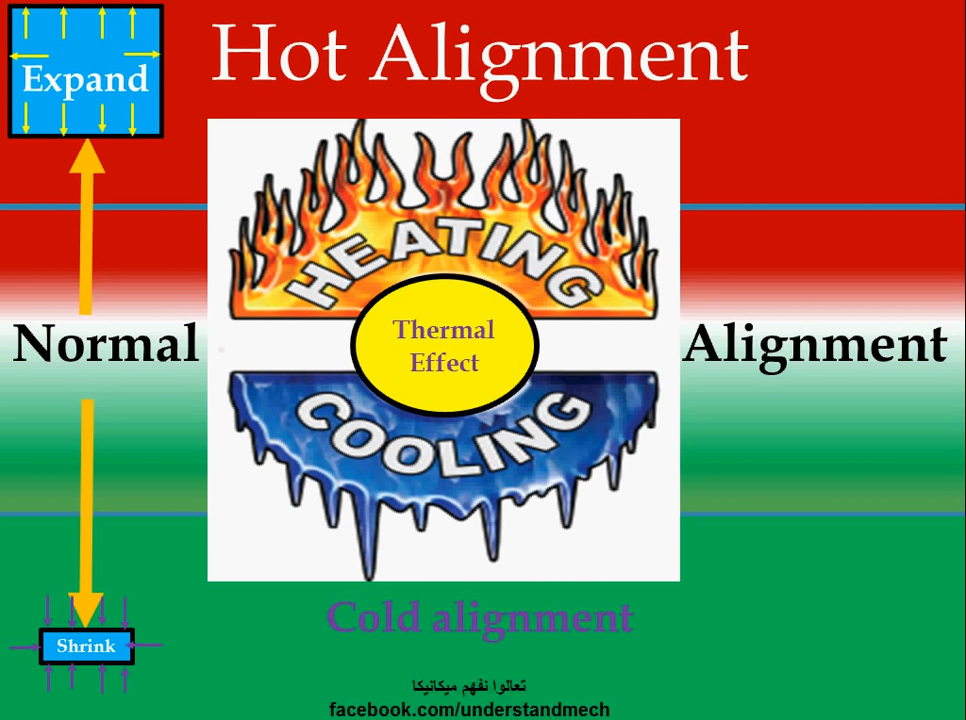 Hot Alignment
Expand
HEATING
Thermal
Effect
Normal
Alignment
COOLING
Cold alignment
Shrink
تعالوا نفهم ميكانيكا
facebook.com/understandmech